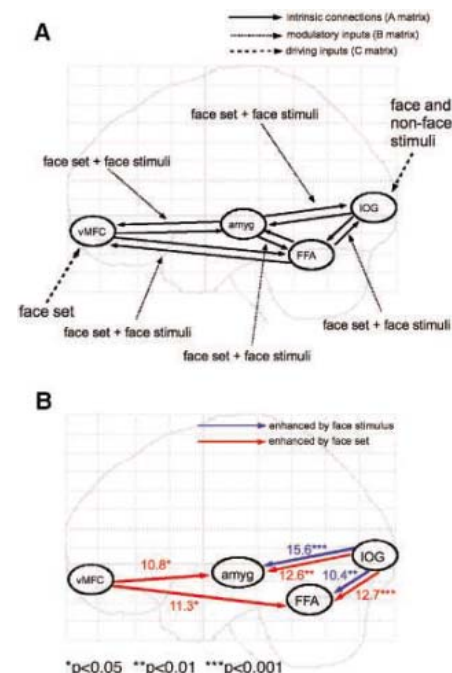 A
intrinsic connections (A matrix)
modulatory inputs (B matrix)
driving inputs (C matrix)
face and
non-face
stimuli
face set + face stimuli
face set + face stimuli
IOG
amyg
vMFC
FFA
face set
face set + face stimuli
face set + face stimuli
face set + face stimuli
B
enhanced by face stimulus
enhanced by face set
15.6***
IOG
10.8*
12.6**
10.4**
vMFC
amyg
FFA
12.7***
11.3*
*p<0.05 **p<0.01 ***p<0.001